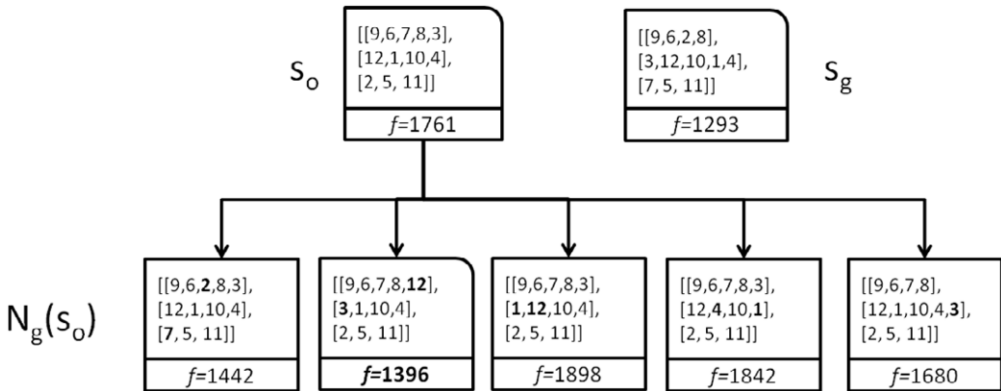 S_o
[[9,6,7,8,3],
[12,1,10,4],
[2, 5, 11]]
f=1761
[[9,6,2,8],
[3,12,10,1,4],
[7, 5, 11]]
f=1293
S_g
N_g(S_o)
[[9,6,2,8,3],
[12,1,10,4],
[7, 5, 11]]
f=1442
[[9,6,7,8,12],
[3,1,10,4],
[2, 5, 11]]
f=1396
[[9,6,7,8,3],
[1,12,10,4],
[2, 5, 11]]
f=1898
[[9,6,7,8,3],
[12,4,10,1],
[2, 5, 11]]
f=1842
[[9,6,7,8],
[12,1,10,4,3],
[2, 5, 11]]
f=1680